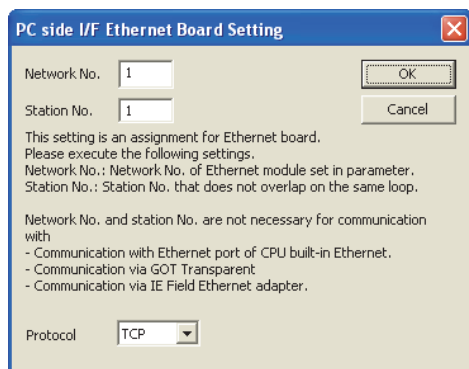 PC side I/F Ethernet Board Setting
Network No. 1
OK
Station No. 1
Cancel
This setting is an assignment for Ethernet board.
Please execute the following settings.
Network No.: Network No. of Ethernet module set in parameter.
Station No.: Station No. that does not overlap on the same loop.
Network No. and station No. are not necessary for communication
with
- Communication with Ethernet port of CPU built-in Ethernet.
- Communication via GOT Transparent
- Communication via IE Field Ethernet adapter.
Protocol TCP